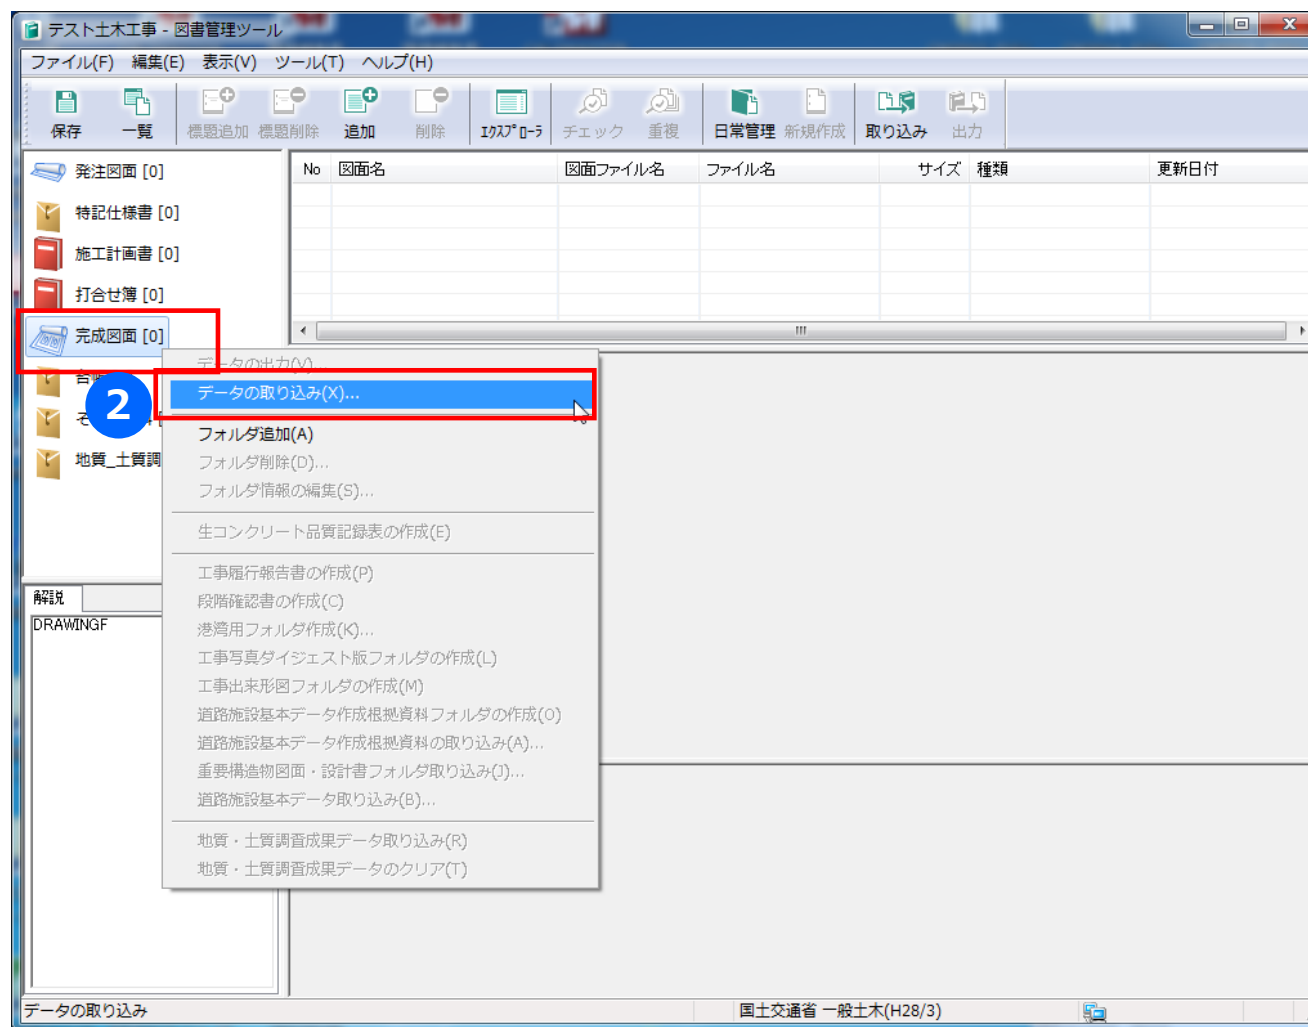 テスト土木工事 - 図書管理ツール
ファイル(F) 編集(E) 表示(V) ツール(T) ヘルプ(H)
保存 一覧 標題追加 標題削除 追加 削除 ｴｸｽﾌﾟﾛｰﾗ チェック 重複 日常管理 新規作成 取り込み 出力
発注図面 [0]
特記仕様書 [0]
施工計画書 [0]
打合せ簿 [0]
完成図面 [0]
地質_土質調
2
No 図面名 図面ファイル名 ファイル名 サイズ 種類 更新日付
データの出力(V)...
データの取り込み(X)...
フォルダ追加(A)
フォルダ削除(D)...
フォルダ情報の編集(S)...
生コンクリート品質記録表の作成(E)
工事履行報告書の作成(P)
段階確認書の作成(C)
港湾用フォルダ作成(K)...
工事写真ダイジェスト版フォルダの作成(L)
工事出来形図フォルダの作成(M)
道路施設基本データ作成根拠資料フォルダの作成(O)
道路施設基本データ作成根拠資料の取り込み(A)...
重要構造物図面・設計書フォルダ取り込み(J)...
道路施設基本データ取り込み(B)...
地質・土質調査成果データ取り込み(R)
地質・土質調査成果データのクリア(T)
解説
DRAWINGF
データの取り込み
国土交通省 一般土木(H28/3)